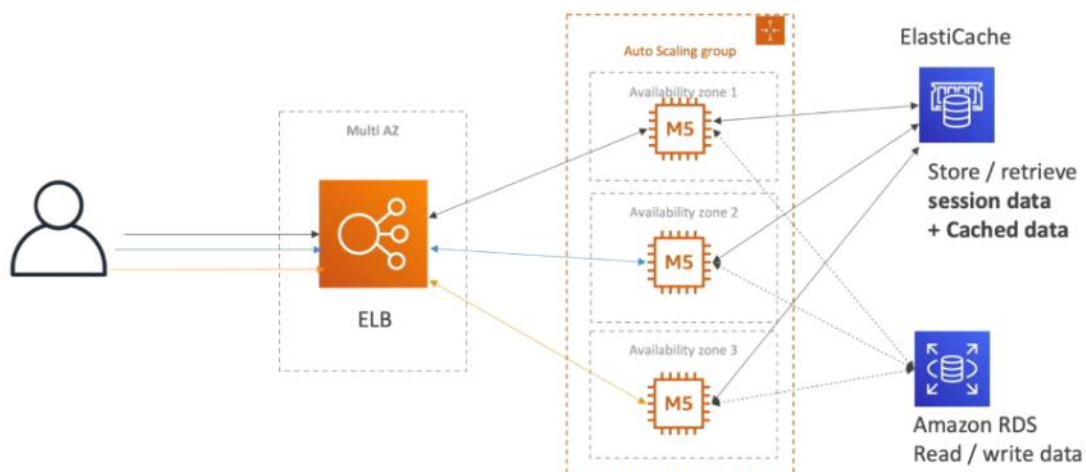 Auto Scaling group
ElastiCache
Availability zone 1
M5
Multi AZ
Store / retrieve
session data
+ Cached data
Availability zone 2
M5
ELB
Availability zone 3
M5
Amazon RDS
Read / write data